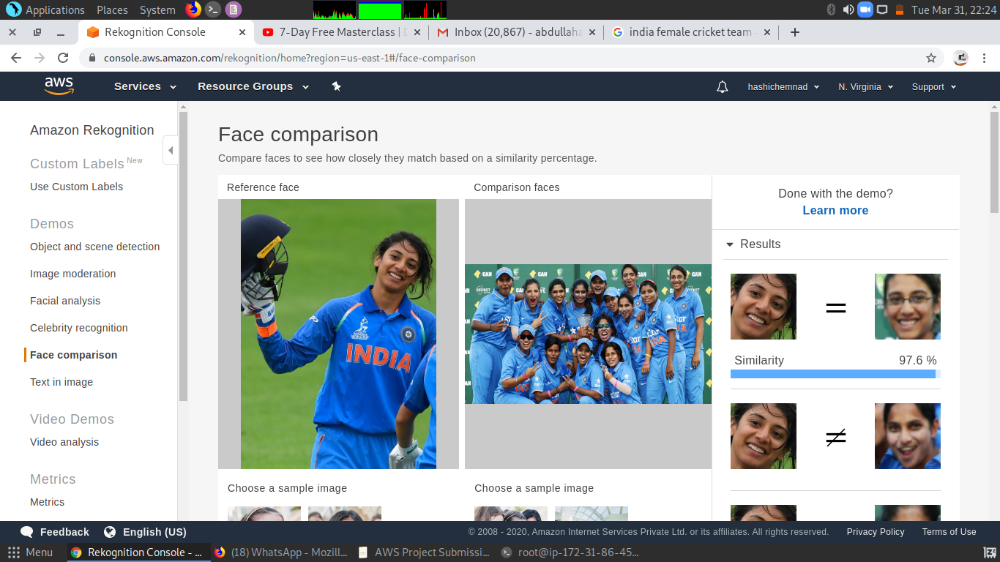 Applications Places System Tue Mar 31, 22:24
Rekognition Console 7-Day Free Masterclass | Inbox (20,867) - abdullaha india female cricket team -
console.aws.amazon.com/rekognition/home?region=us-east-1#/face-comparison
aws Services Resource Groups hashichemnad N. Virginia Support
Amazon Rekognition
Custom Labels New
Use Custom Labels
Demos
Object and scene detection
Image moderation
Facial analysis
Celebrity recognition
Face comparison
Text in image
Video Demos
Video analysis
Metrics
Metrics
Face comparison
Compare faces to see how closely they match based on a similarity percentage.
Reference face
INDIA
Choose a sample image
Comparison faces
CAN CAN CAN
Star
INDIA
Choose a sample image
Done with the demo?
Learn more
Results
=
Similarity 97.6 %
≠
Feedback English (US) © 2008 - 2020, Amazon Internet Services Private Ltd. or its affiliates. All rights reserved. Privacy Policy Terms of Use
Menu Rekognition Console - ... (18) WhatsApp - Mozill... AWS Project Submissi... root@ip-172-31-86-45...